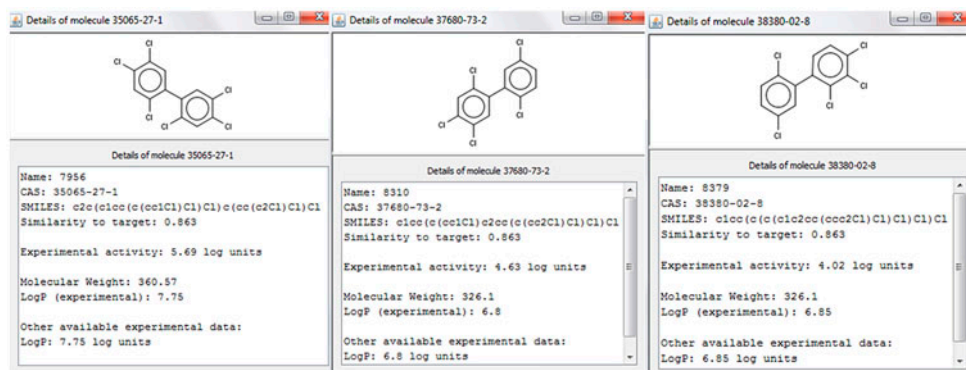 Details of molecule 35065-27-1
Cl
Cl
Cl
Cl
Cl
Cl
Details of molecule 35065-27-1
Name: 7956
CAS: 35065-27-1
SMILES: c2c(c1cc(c(cc1Cl)Cl)Cl)c(cc(c2Cl)Cl)Cl
Similarity to target: 0.863
Experimental activity: 5.69 log units
Molecular Weight: 360.57
LogP (experimental): 7.75
Other available experimental data:
LogP: 7.75 log units
Details of molecule 37680-73-2
Cl
Cl
Cl
Cl
Cl
Details of molecule 37680-73-2
Name: 8310
CAS: 37680-73-2
SMILES: c1cc(c(cc1Cl)c2cc(c(cc2Cl)Cl)Cl)Cl
Similarity to target: 0.863
Experimental activity: 4.63 log units
Molecular Weight: 326.1
LogP (experimental): 6.8
Other available experimental data:
LogP: 6.8 log units
Details of molecule 38380-02-8
Cl
Cl
Cl
Cl
Cl
Details of molecule 38380-02-8
Name: 8379
CAS: 38380-02-8
SMILES: c1cc(c(c(c1c2cc(ccc2Cl)Cl)Cl)Cl)Cl
Similarity to target: 0.863
Experimental activity: 4.02 log units
Molecular Weight: 326.1
LogP (experimental): 6.85
Other available experimental data:
LogP: 6.85 log units